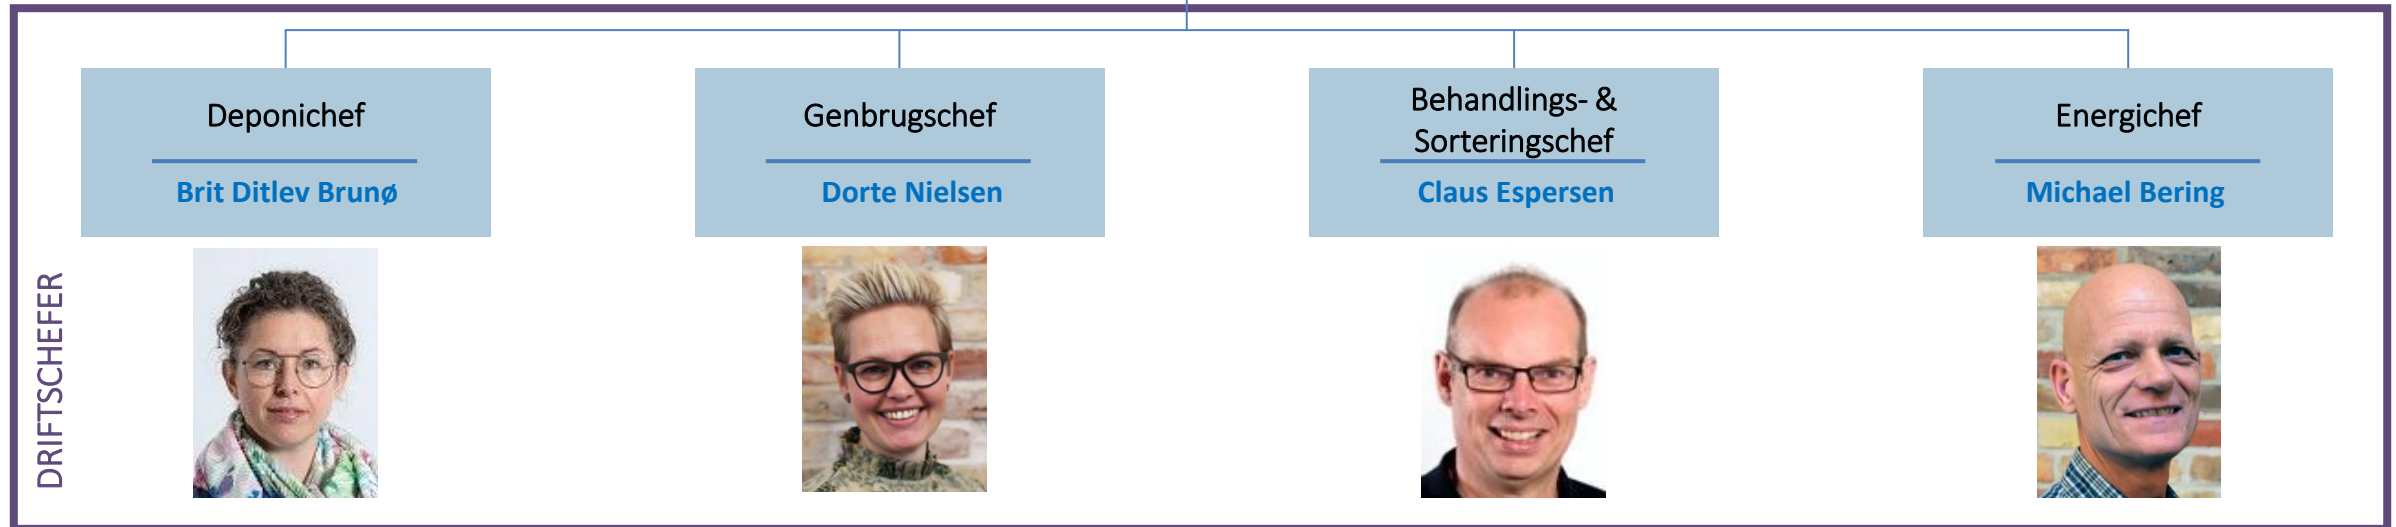 Deponichef
Brit Ditlev Brunø
Genbrugschef
Dorte Nielsen
Behandlings- &
Sorteringschef
Claus Espersen
Energichef
Michael Bering
DRIFTSCHEFER